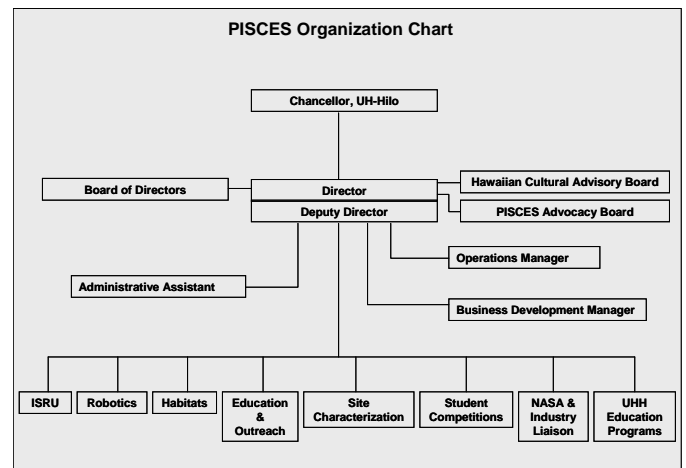 PISCES Organization Chart
Chancellor, UH-Hilo
Board of Directors
Director
Hawaiian Cultural Advisory Board
Deputy Director
PISCES Advocacy Board
Operations Manager
Administrative Assistant
Business Development Manager
ISRU
Robotics
Habitats
Education
&
Outreach
Site
Characterization
Student
Competitions
NASA &
Industry
Liaison
UHH
Education
Programs